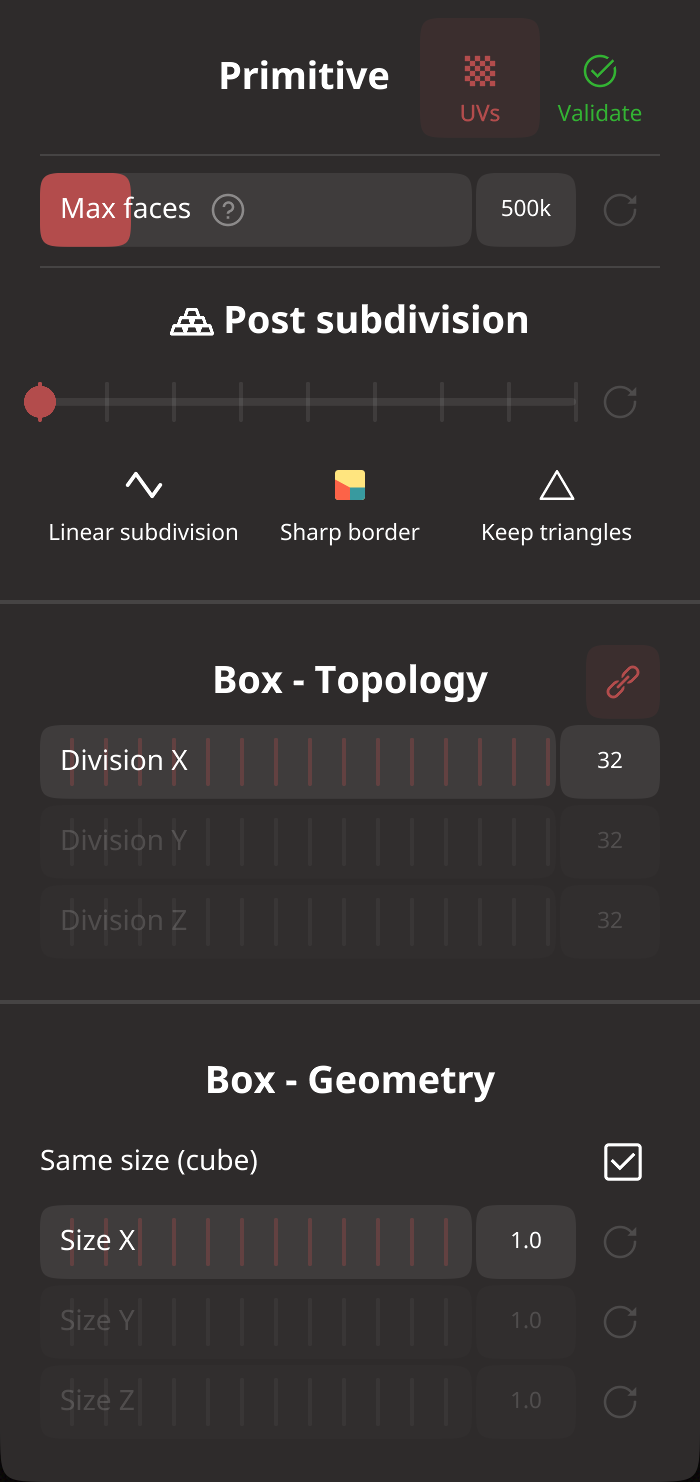 Primitive
UVs
Validate
Max faces
500k
Post subdivision
Linear subdivision
Sharp border
Keep triangles
Box - Topology
Division X
32
Division Y
32
Division Z
32
Box - Geometry
Same size (cube)
Size X
1.0
Size Y
1.0
Size Z
1.0